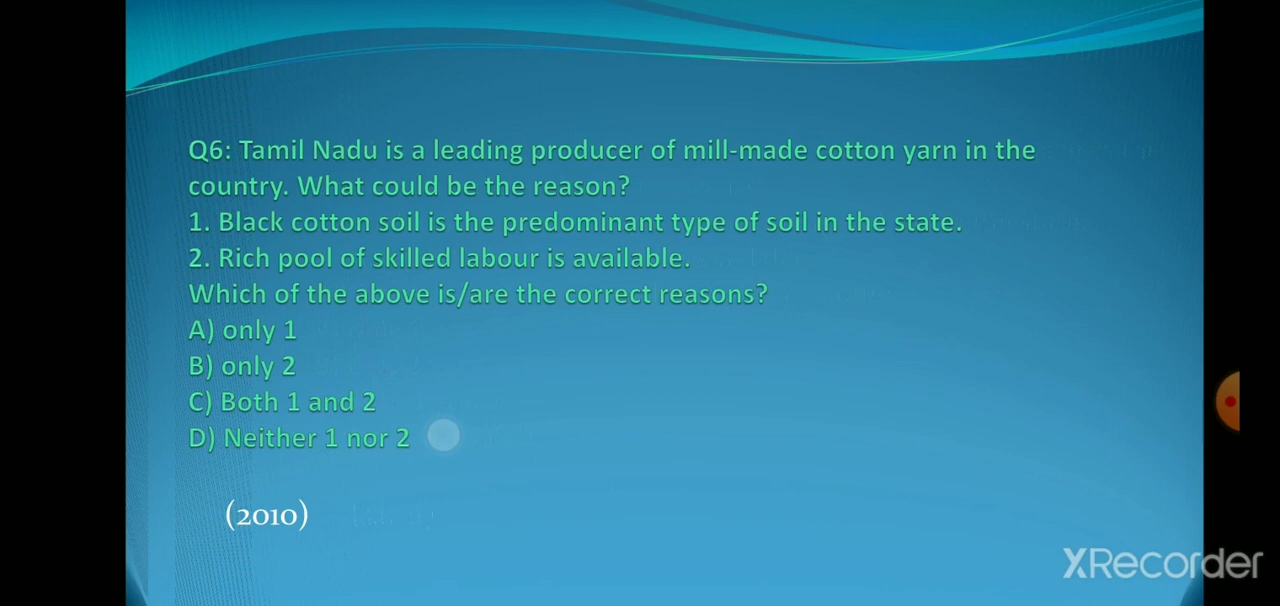 Q6: Tamil Nadu is a leading producer of mill-made cotton yarn in the
country. What could be the reason?
1. Black cotton soil is the predominant type of soil in the state.
2. Rich pool of skilled labour is available.
Which of the above is/are the correct reasons?
A) only 1
B) only 2
C) Both 1 and 2
D) Neither 1 nor 2
(2010)
XRecorder